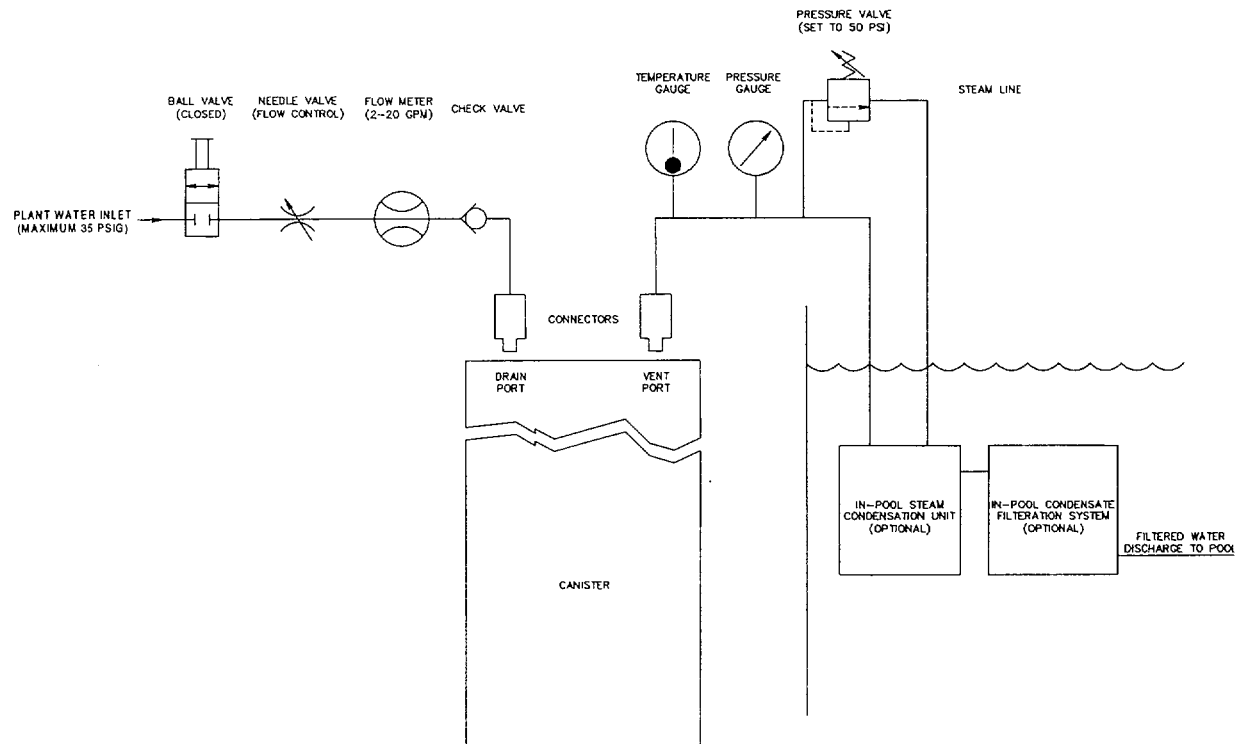 PRESSURE VALVE
(SET TO 50 PSI)
TEMPERATURE
GAUGE
PRESSURE
GAUGE
STEAM LINE
BALL VALVE
(CLOSED)
NEEDLE VALVE
(FLOW CONTROL)
FLOW METER
(2-20 GPM)
CHECK VALVE
PLANT WATER INLET
(MAXIMUM 35 PSIG)
CONNECTORS
DRAIN
PORT
VENT
PORT
IN-POOL STEAM
CONDENSATION UNIT
(OPTIONAL)
IN-POOL CONDENSATE
FILTERATION SYSTEM
(OPTIONAL)
FILTERED WATER
DISCHARGE TO POOL
CANISTER